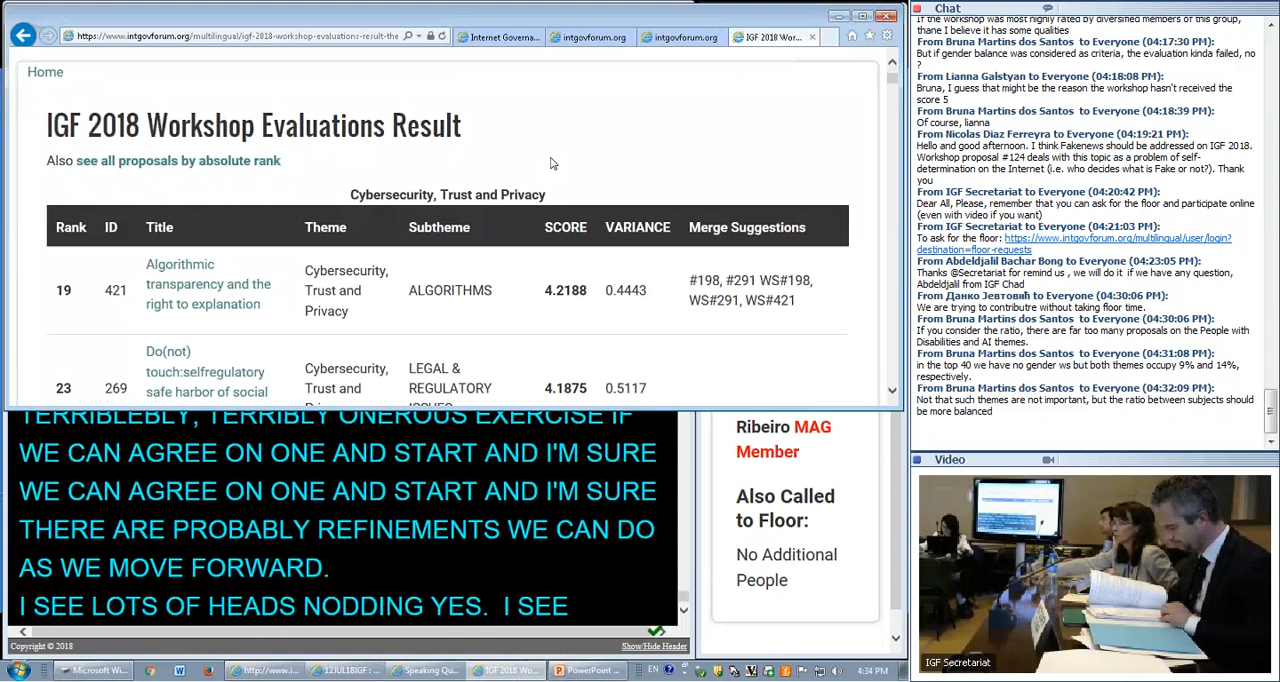 https://www.intgovforum.org/multilingual/igf-2018-workshop-evaluations-result-the
Internet Governa...
intgovforum.org
intgovforum.org
IGF 2018 Wor...
Home
IGF 2018 Workshop Evaluations Result
Also see all proposals by absolute rank
Cybersecurity, Trust and Privacy
Rank ID Title Theme Subtheme SCORE VARIANCE Merge Suggestions
19 421 Algorithmic transparency and the right to explanation Cybersecurity, Trust and Privacy ALGORITHMS 4.2188 0.4443 #198, #291 WS#198, WS#291, WS#421
23 269 Do(not) touch:selfregulatory safe harbor of social Cybersecurity, Trust and LEGAL & REGULATORY 4.1875 0.5117
TERRIBLEBLY, TERRIBLY ONEROUS EXERCISE IF
WE CAN AGREE ON ONE AND START AND I'M SURE
WE CAN AGREE ON ONE AND START AND I'M SURE
THERE ARE PROBABLY REFINEMENTS WE CAN DO
AS WE MOVE FORWARD.
I SEE LOTS OF HEADS NODDING YES.  I SEE
Copyright © 2018
Show/Hide Header
Ribeiro MAG
Member
Also Called
to Floor:
No Additional
People
Microsoft Wi...
http://www.i...
12JUL18IGF : ...
Speaking Qu...
IGF 2018 Wo...
PowerPoint ...
EN
4:34 PM
Chat
If the workshop was most highly rated by diversified members of this group,
thane I believe it has some qualities
From Bruna Martins dos Santos to Everyone (04:17:30 PM):
But if gender balance was considered as criteria, the evaluation kinda failed, no
?
From Lianna Galstyan to Everyone (04:18:08 PM):
Bruna, I guess that might be the reason the workshop hasn't received the
score 5
From Bruna Martins dos Santos to Everyone (04:18:39 PM):
Of course, lianna
From Nicolas Diaz Ferreyra to Everyone (04:19:21 PM):
Hello and good afternoon. I think Fakenews should be addressed on IGF 2018.
Workshop proposal #124 deals with this topic as a problem of self-
determination on the Internet (i.e. who decides what is Fake or not?). Thank
you
From IGF Secretariat to Everyone (04:20:42 PM):
Dear All, Please, remember that you can ask for the floor and participate online
(even with video if you want)
From IGF Secretariat to Everyone (04:21:03 PM):
To ask for the floor: https://www.intgovforum.org/multilingual/user/login?
destination=floor-requests
From Abdeldjalil Bachar Bong to Everyone (04:23:05 PM):
Thanks @Secretariat for remind us , we will do it if we have any question,
Abdeldjalil from IGF Chad
From Данко Јевтовић to Everyone (04:30:06 PM):
We are trying to contributre without taking floor time.
From Bruna Martins dos Santos to Everyone (04:30:06 PM):
If you consider the ratio, there are far too many proposals on the People with
Disabilities and AI themes.
From Bruna Martins dos Santos to Everyone (04:31:08 PM):
in the top 40 we have no gender ws but both themes occupy 9% and 14%,
respectively.
From Bruna Martins dos Santos to Everyone (04:32:09 PM):
Not that such themes are not important, but the ratio between subjects should
be more balanced
Video
IGF Secretariat